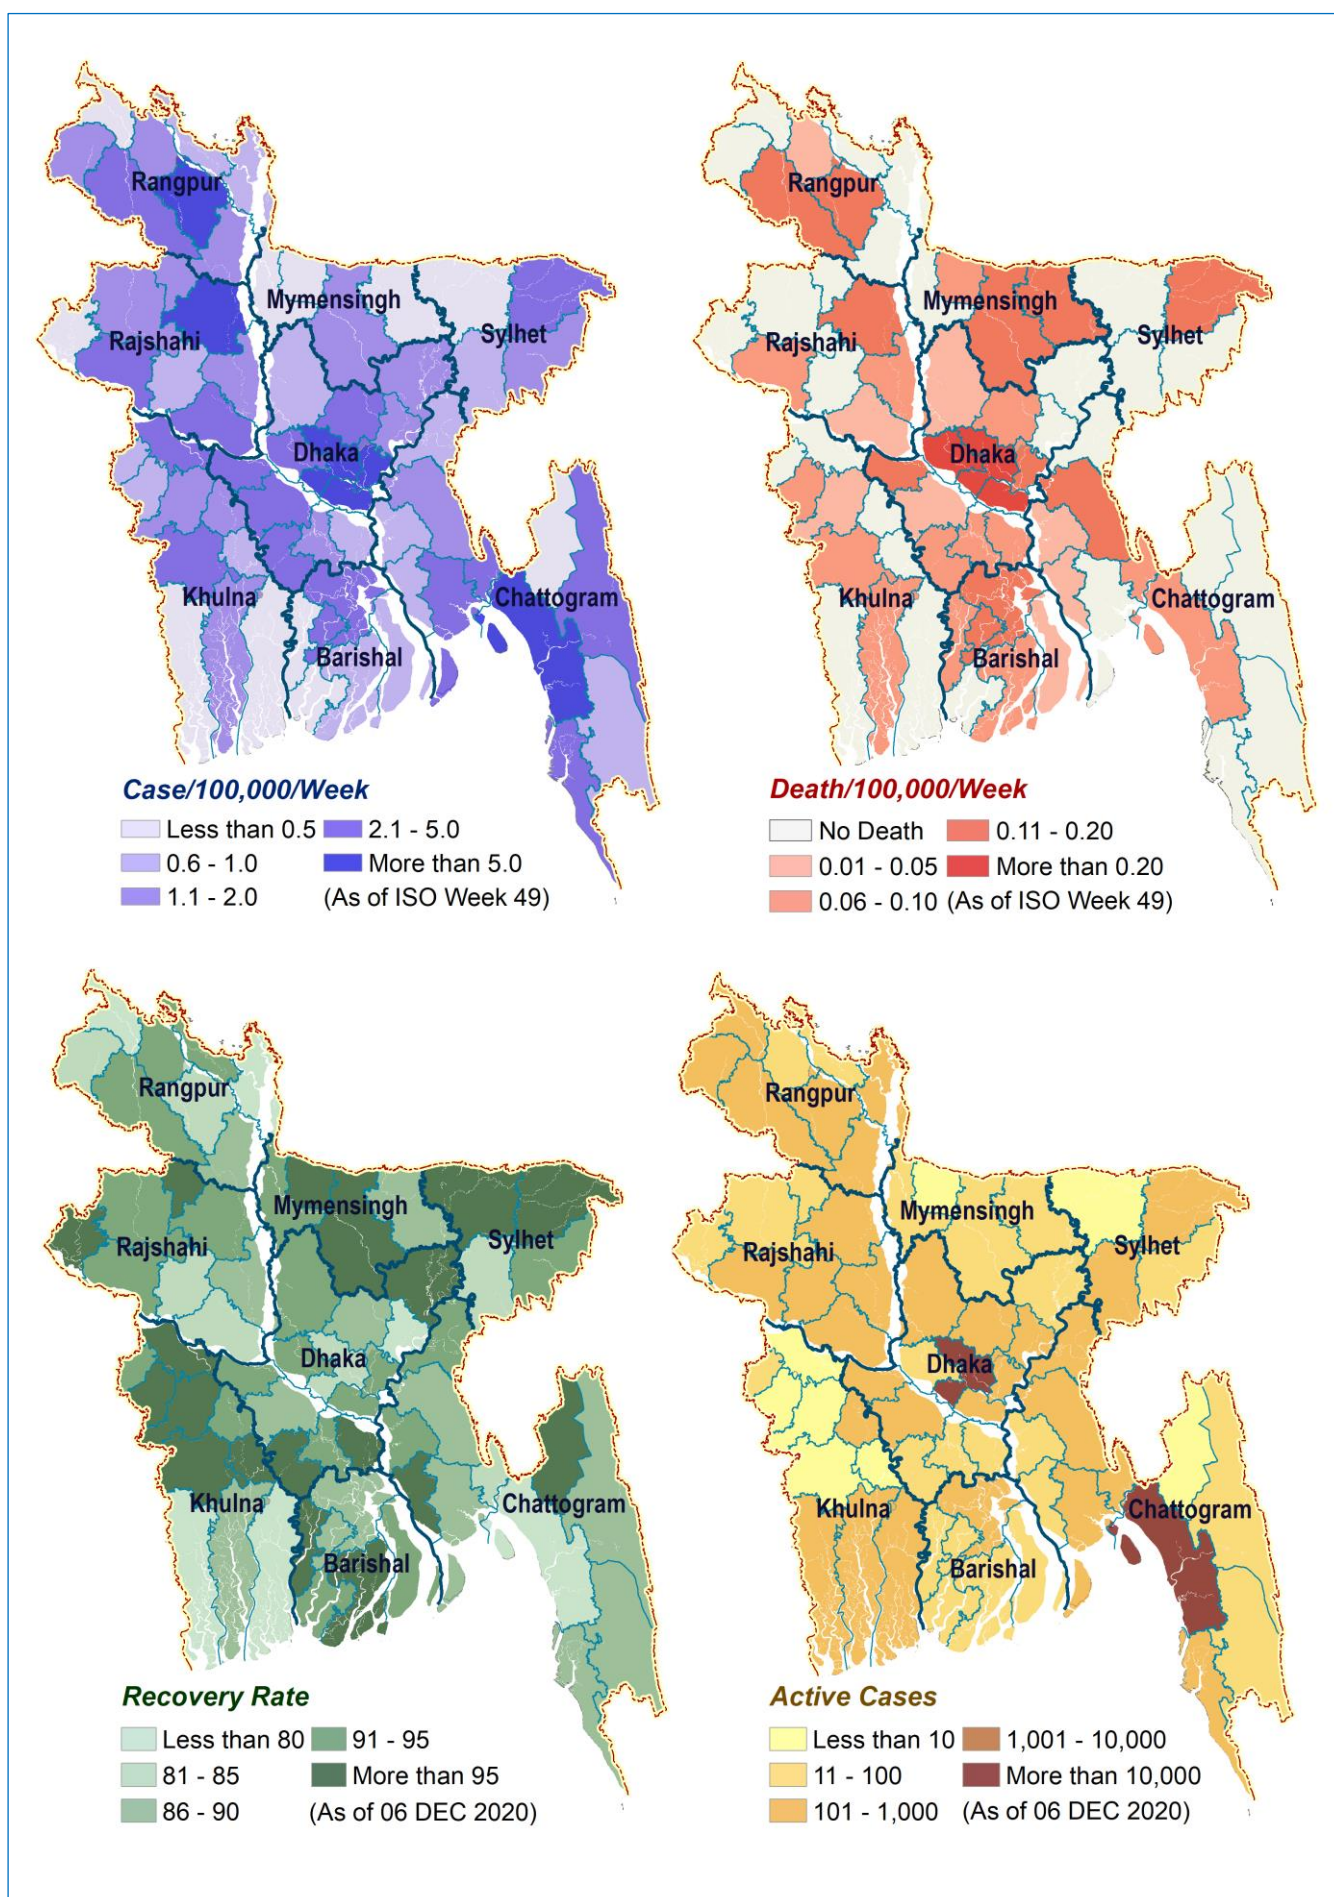 Rangpur
Mymensingh
Sylhet
Rajshahi
Dhaka
Khulna
Chattogram
Barishal
Case/100,000/Week
Less than 0.5
2.1 - 5.0
0.6 - 1.0
More than 5.0
1.1 - 2.0
(As of ISO Week 49)
Rangpur
Mymensingh
Sylhet
Rajshahi
Dhaka
Khulna
Chattogram
Barishal
Death/100,000/Week
No Death
0.11 - 0.20
0.01 - 0.05
More than 0.20
0.06 - 0.10
(As of ISO Week 49)
Rangpur
Mymensingh
Sylhet
Rajshahi
Dhaka
Khulna
Chattogram
Barishal
Recovery Rate
Less than 80
91 - 95
81 - 85
More than 95
86 - 90
(As of 06 DEC 2020)
Rangpur
Mymensingh
Sylhet
Rajshahi
Dhaka
Khulna
Chattogram
Barishal
Active Cases
Less than 10
1,001 - 10,000
11 - 100
More than 10,000
101 - 1,000
(As of 06 DEC 2020)